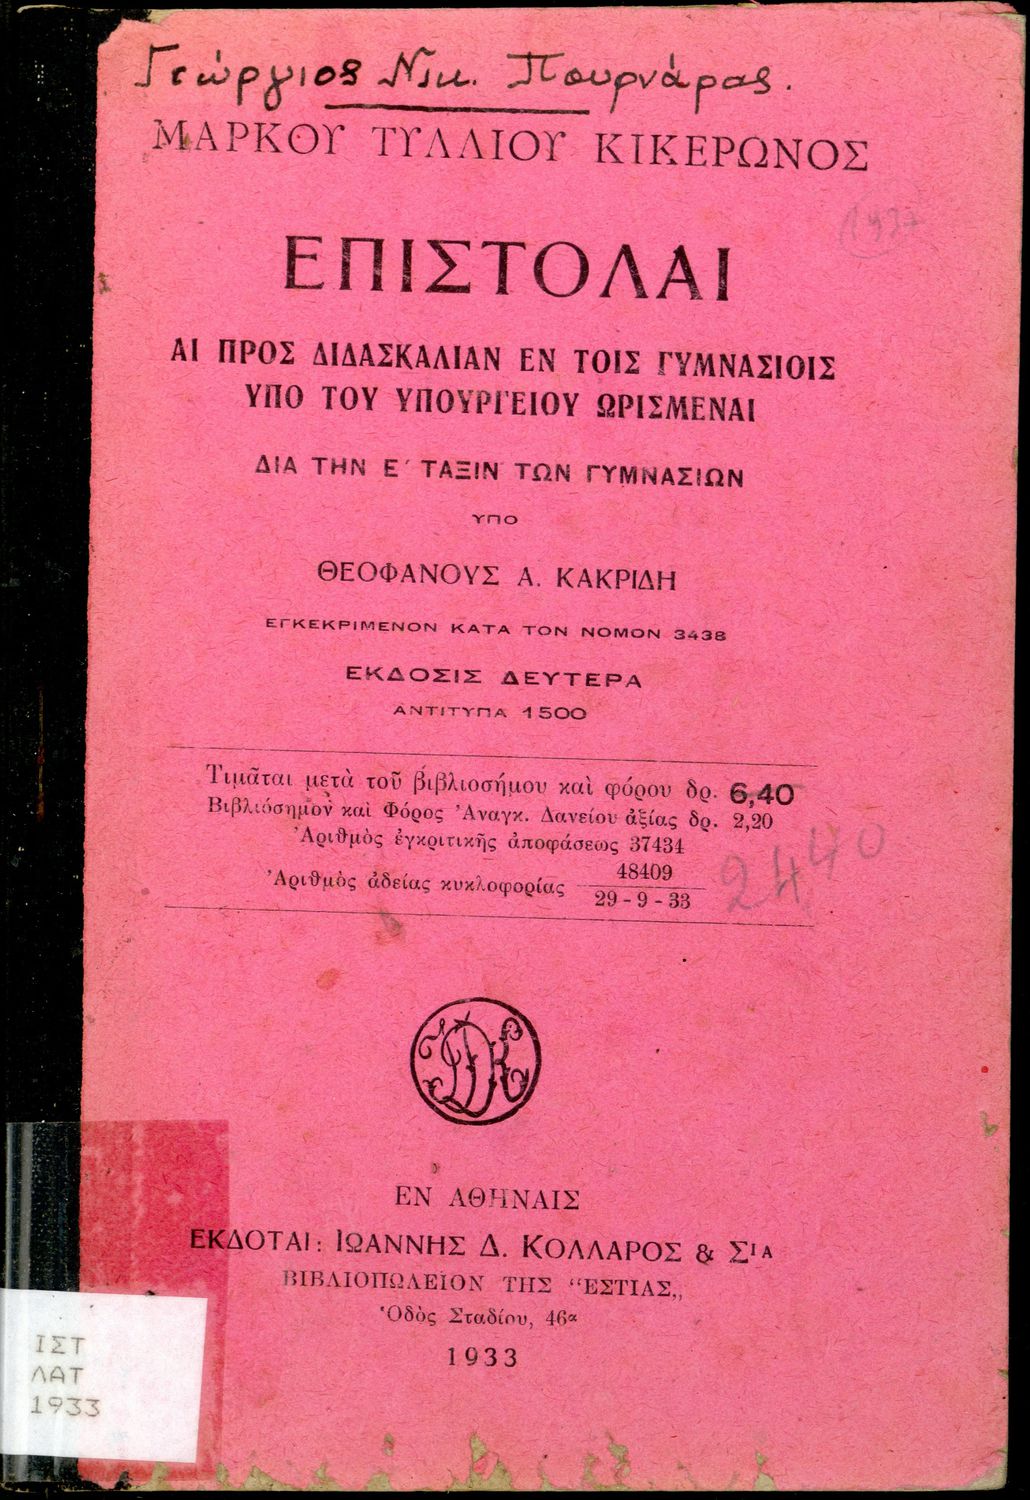 Γεώργιος Νικ. Πουρνάρας.
ΜΑΡΚΟΥ ΤΥΛΛΙΟΥ ΚΙΚΕΡΩΝΟΣ
1937
ΕΠΙΣΤΟΛΑΙ
ΑΙ ΠΡΟΣ ΔΙΔΑΣΚΑΛΙΑΝ ΕΝ ΤΟΙΣ ΓΥΜΝΑΣΙΟΙΣ
ΥΠΟ ΤΟΥ ΥΠΟΥΡΓΕΙΟΥ ΩΡΙΣΜΕΝΑΙ
ΔΙΑ ΤΗΝ Ε΄ ΤΑΞΙΝ ΤΩΝ ΓΥΜΝΑΣΙΩΝ
ΥΠΟ
ΘΕΟΦΑΝΟΥΣ Α. ΚΑΚΡΙΔΗ
ΕΓΚΕΚΡΙΜΕΝΟΝ ΚΑΤΑ ΤΟΝ ΝΟΜΟΝ 3438
ΕΚΔΟΣΙΣ ΔΕΥΤΕΡΑ
ΑΝΤΙΤΥΠΑ 1500
Τιμᾶται μετὰ τοῦ βιβλιοσήμου καὶ φόρου δρ. 6,40
Βιβλιόσημον καὶ Φόρος Ἀναγκ. Δανείου ἀξίας δρ. 2,20
Ἀριθμὸς ἐγκριτικῆς ἀποφάσεως 37434
Ἀριθμὸς ἀδείας κυκλοφορίας 48409
29 - 9 - 33
2440
ΕΝ ΑΘΗΝΑΙΣ
ΕΚΔΟΤΑΙ: ΙΩΑΝΝΗΣ Δ. ΚΟΛΛΑΡΟΣ & ΣΙΑ
ΒΙΒΛΙΟΠΩΛΕΙΟΝ ΤΗΣ “ΕΣΤΙΑΣ„
Ὁδὸς Σταδίου, 46α
1933
ΙΣΤ
ΛΑΤ
1933